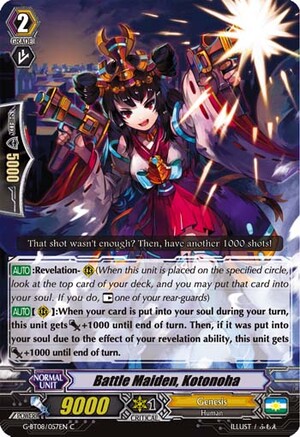 2
GRADE
SHIELD
5000
That shot wasn't enough? Then, have another 1000 shots!
AUTO :Revelation- (When this unit is placed on the specified circle,
look at the top card of your deck, and you may put that card into
your soul. If you do, one of your rear-guards)
AUTO [ ]:When your card is put into your soul during your turn,
this unit gets +1000 until end of turn. Then, if it was put into
your soul due to the effect of your revelation ability, this unit
gets +1000 until end of turn.
NORMAL
UNIT
Battle Maiden, Kotonoha
POWER
9000
1
Genesis
Human
G-BT08/057EN C
ILLUST